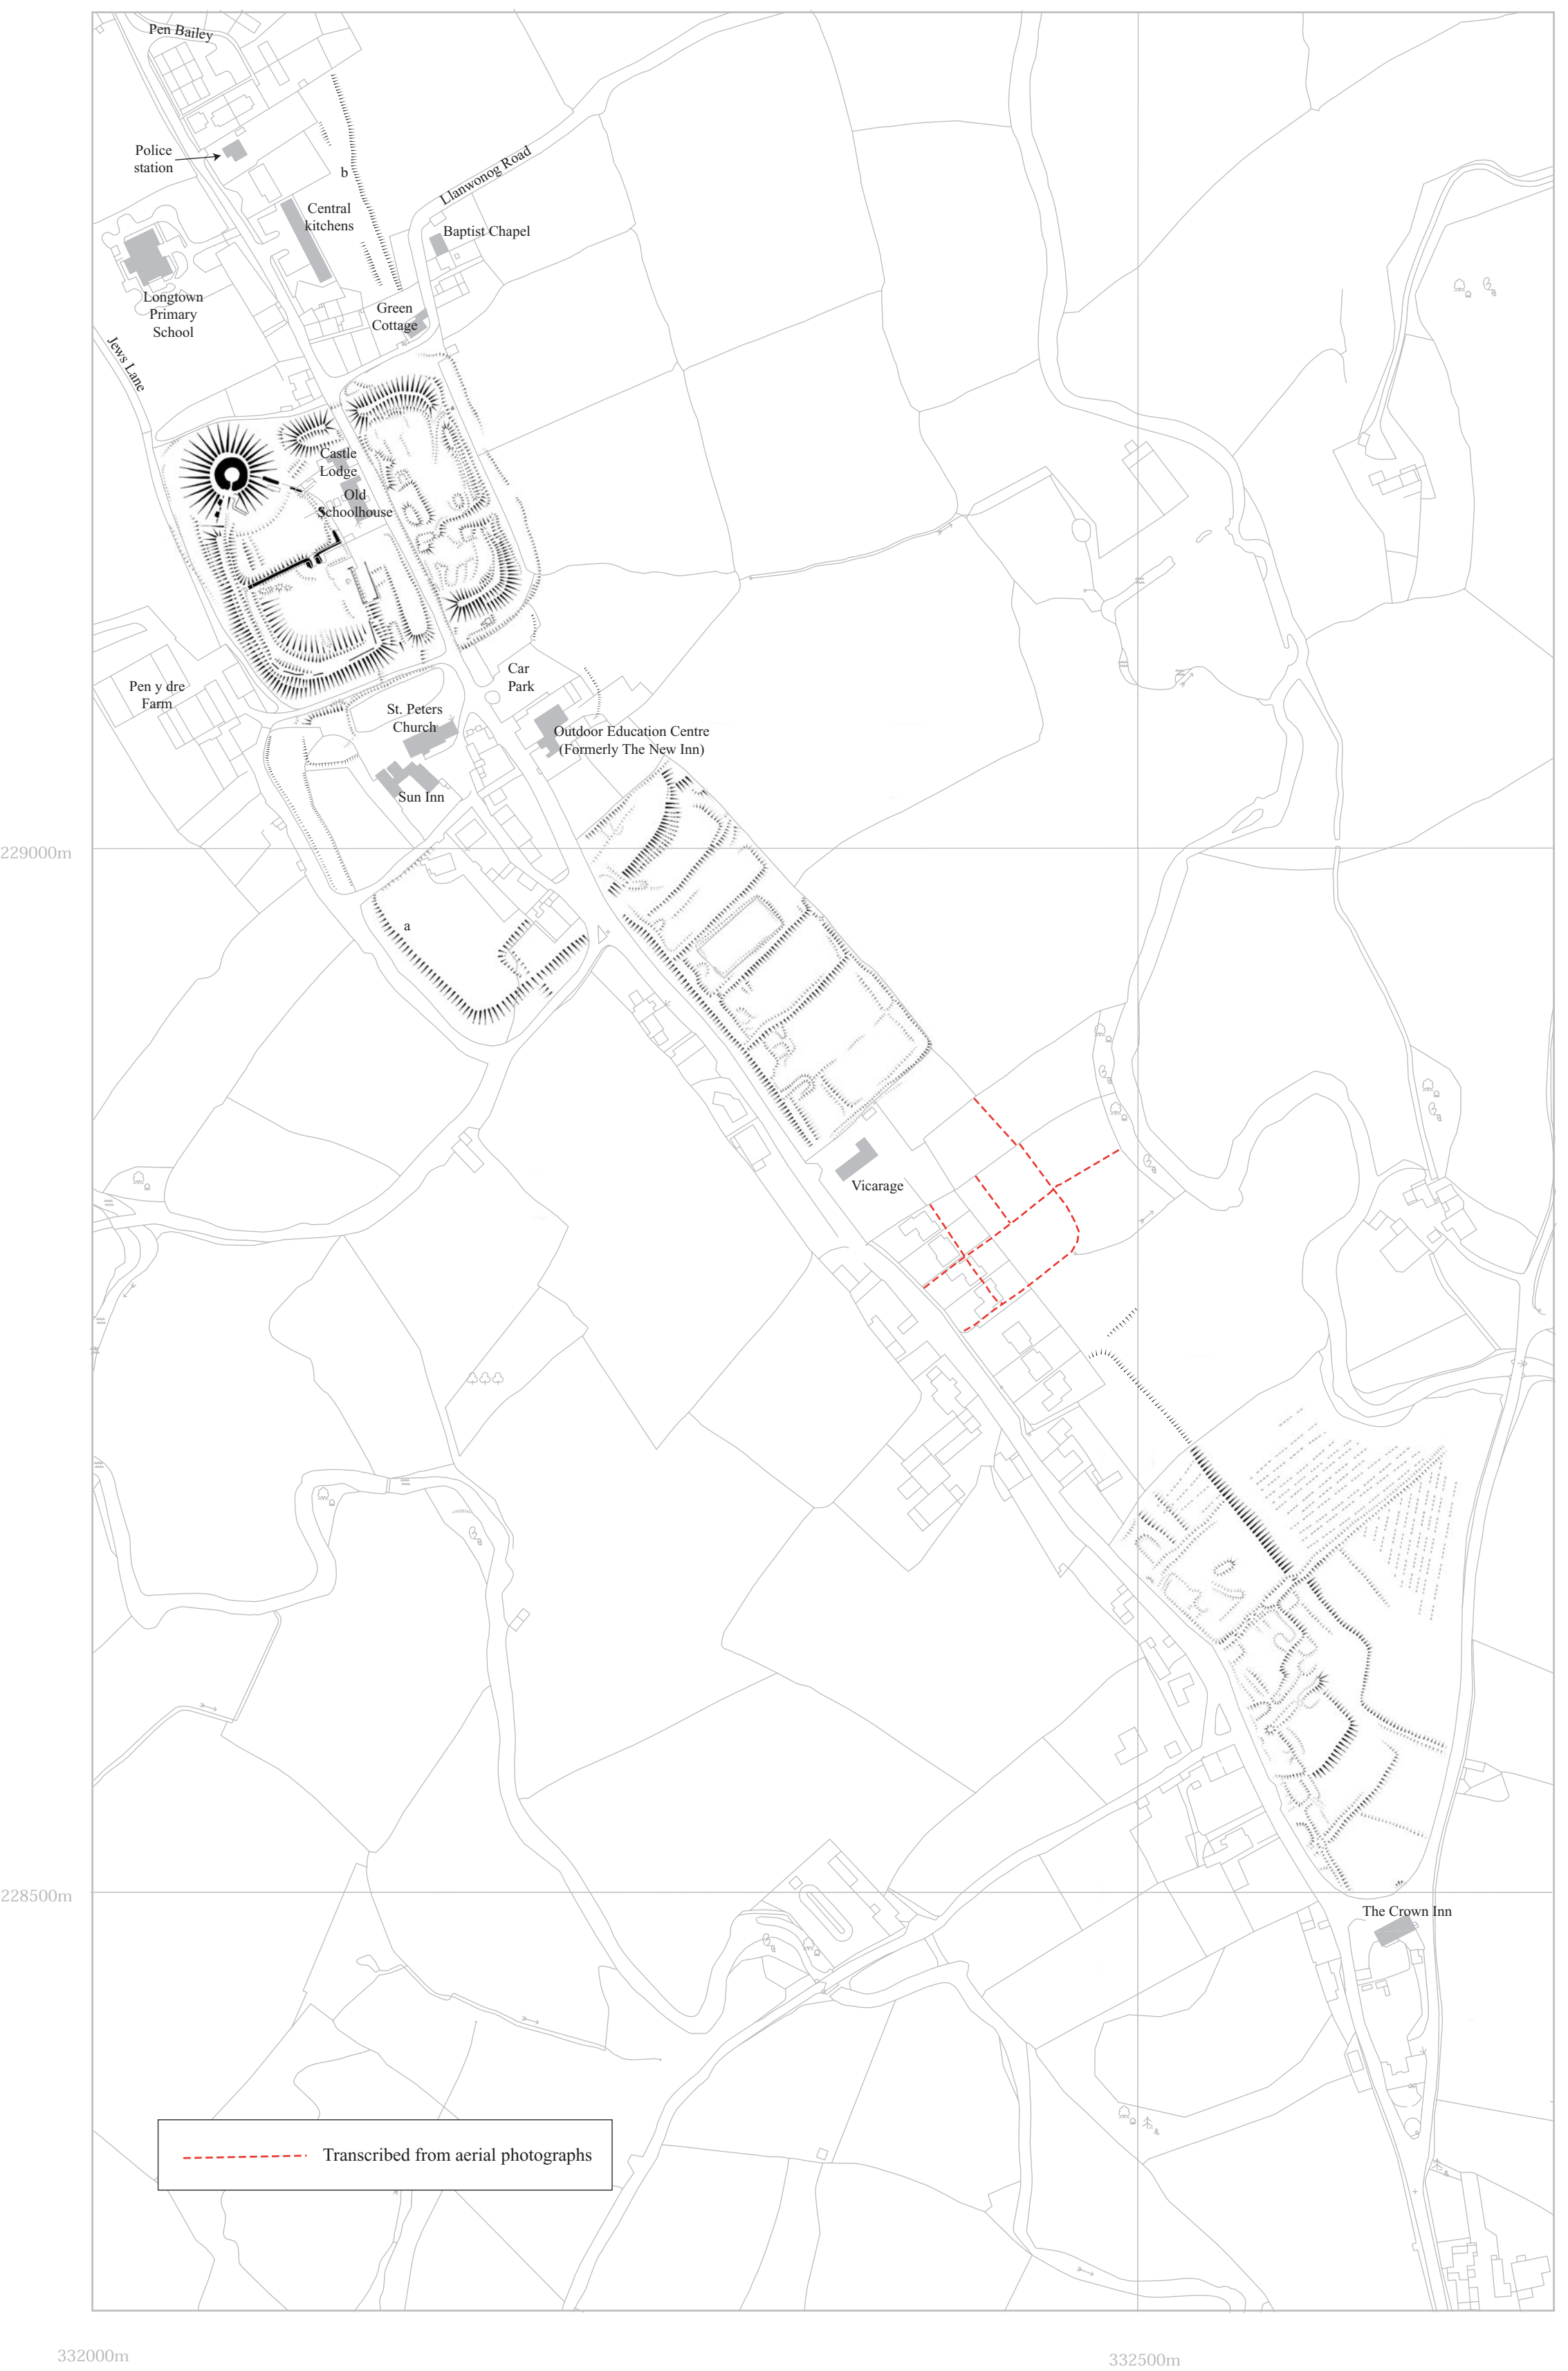 Pen Bailey
Police
station
Llanwonog Road
b
Central
kitchens
Baptist Chapel
Longtown
Primary
School
Green
Cottage
Jews Lane
Castle
Lodge
Old
Schoolhouse
Car
Park
Pen y dre
Farm
St. Peters
Church
Outdoor Education Centre
(Formerly The New Inn)
Sun Inn
229000m
a
Vicarage
228500m
The Crown Inn
Transcribed from aerial photographs
332000m
332500m